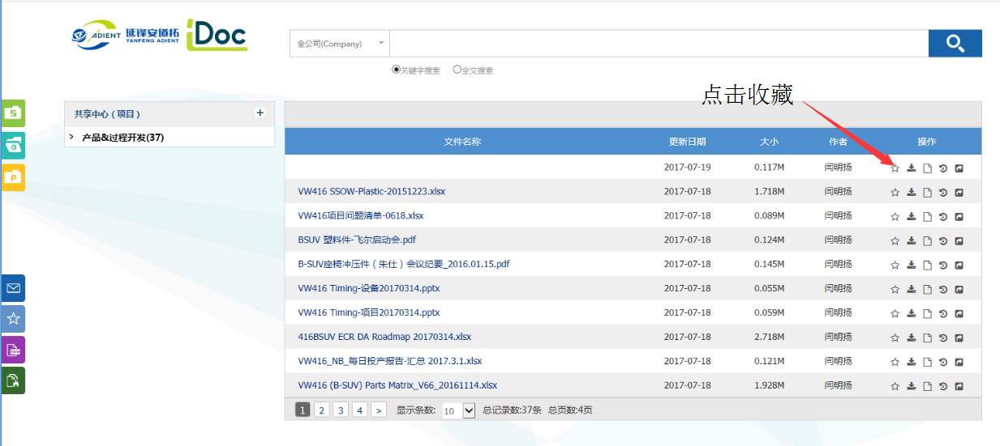 ADIENT 延锋安道拓 iDoc
YANFENG ADIENT
全公司(Company)
关键字搜索 全文搜索
点击收藏
S
共享中心（项目） +
产品&过程开发(37)
G
P
文件名称 更新日期 大小 作者 操作
2017-07-19 0.117M 闫明扬
VW416 SSOW-Plastic-20151223.xlsx 2017-07-18 1.718M 闫明扬
VW416项目问题清单-0618.xlsx 2017-07-18 0.089M 闫明扬
BSUV 塑料件-飞尔启动会.pdf 2017-07-18 0.124M 闫明扬
B-SUV座椅冲压件（朱仕）会议纪要_2016.01.15.pdf 2017-07-18 0.145M 闫明扬
VW416 Timing-设备20170314.pptx 2017-07-18 0.055M 闫明扬
VW416 Timing-项目20170314.pptx 2017-07-18 0.059M 闫明扬
416BSUV ECR DA Roadmap 20170314.xlsx 2017-07-18 2.718M 闫明扬
VW416_NB_每日投产报告-汇总 2017.3.1.xlsx 2017-07-18 0.121M 闫明扬
VW416 (B-SUV) Parts Matrix_V66_20161114.xlsx 2017-07-18 1.928M 闫明扬
1 2 3 4 > 显示条数: 10 总记录数:37条 总页数:4页